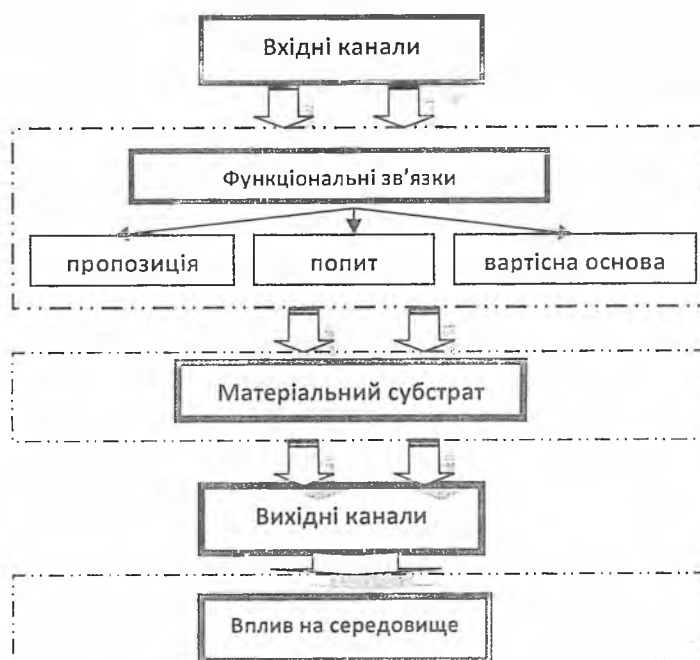 Вхідні канали
Функціональні зв'язки
пропозиція
попит
вартісна основа
Матеріальний субстрат
Вихідні канали
Вплив на середовище